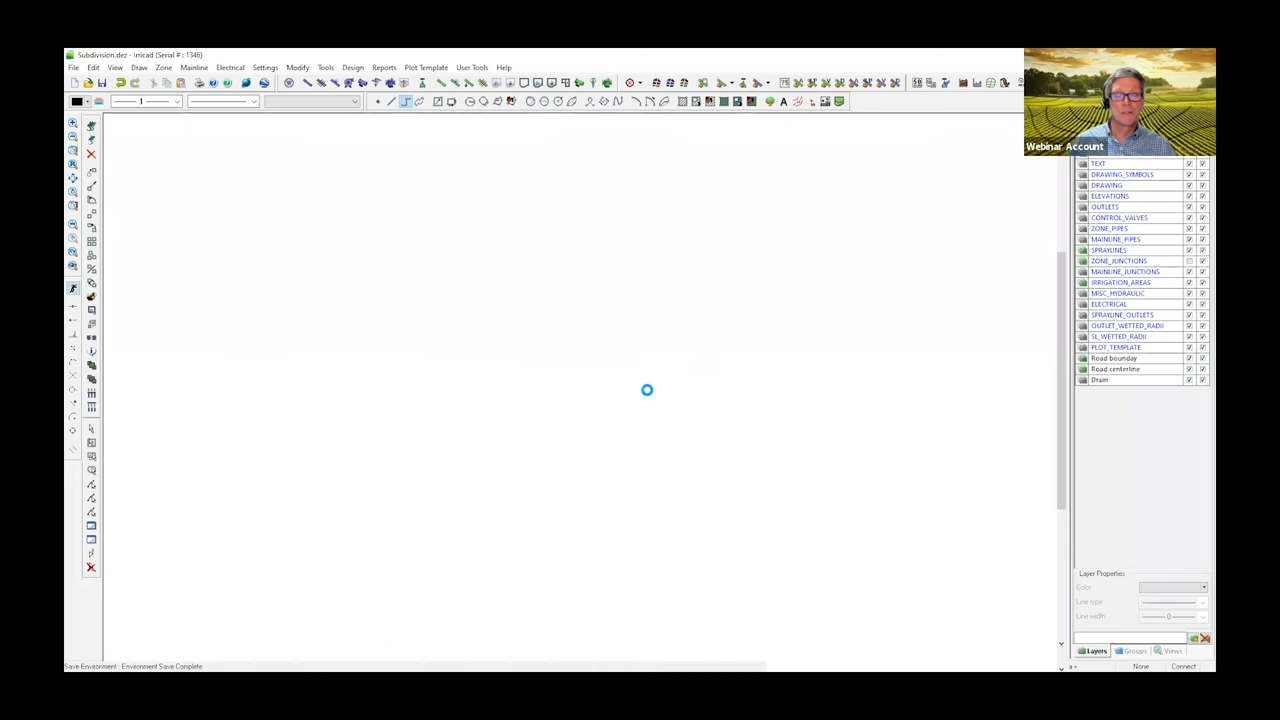 Subdivision.dez - Irricad (Serial # : 1346)
File Edit View Draw Zone Mainline Electrical Settings Modify Tools Design Reports Plot Template User Tools Help
1
Webinar Account
TEXT
DRAWING_SYMBOLS
DRAWING
ELEVATIONS
OUTLETS
CONTROL_VALVES
ZONE_PIPES
MAINLINE_PIPES
SPRAYLINES
ZONE_JUNCTIONS
MAINLINE_JUNCTIONS
IRRIGATION_AREAS
MISC_HYDRAULIC
ELECTRICAL
SPRAYLINE_OUTLETS
OUTLET_WETTED_RADII
SL_WETTED_RADII
PLOT_TEMPLATE
Road bounday
Road centerline
Drain
Layer Properties
Color
Line type
Line width
0
Layers Groups Views
Save Environment : Environment Save Complete
None Connect